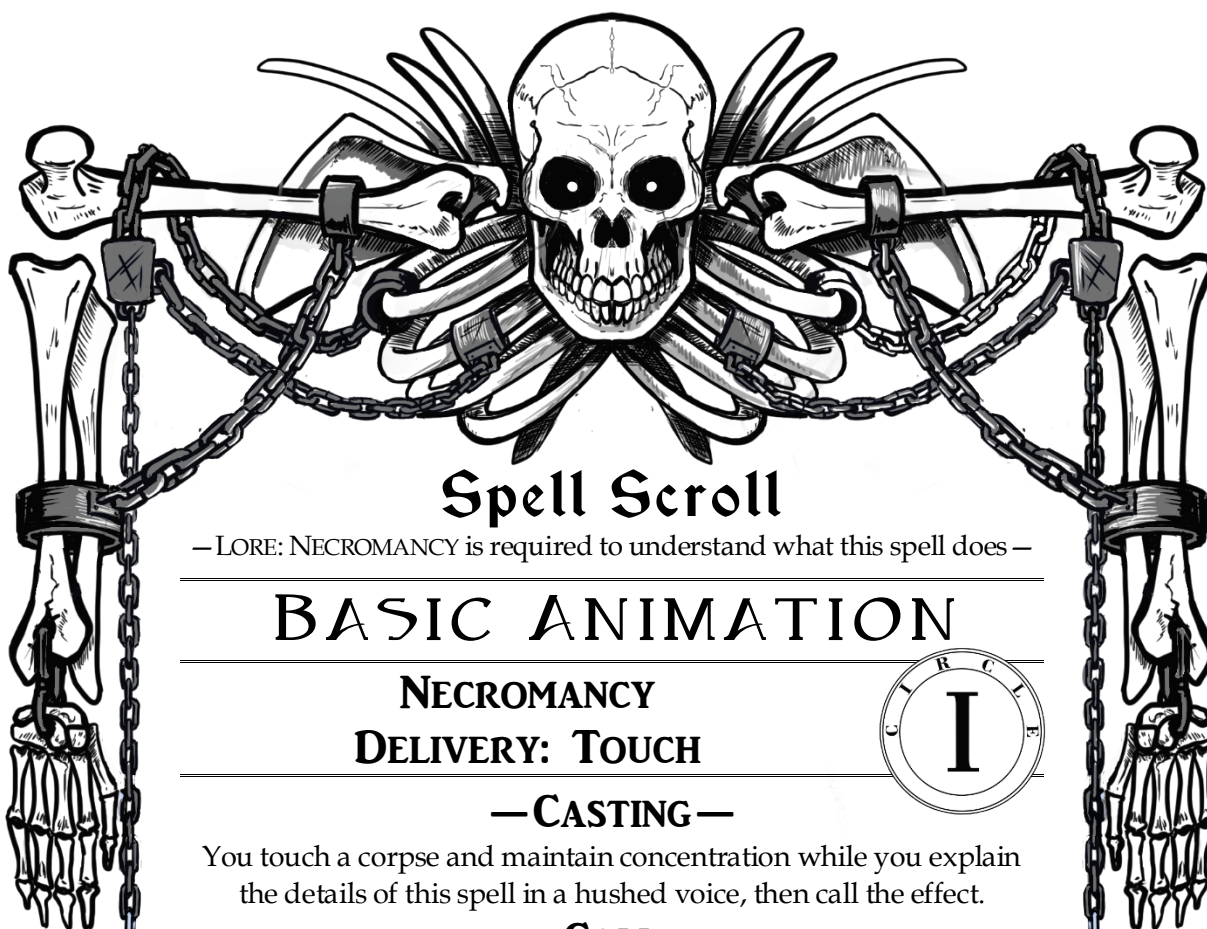 Spell Scroll
—LORE: NECROMANCY is required to understand what this spell does—
BASIC ANIMATION
NECROMANCY
DELIVERY: TOUCH
CIRCLE
I
—CASTING—
You touch a corpse and maintain concentration while you explain
the details of this spell in a hushed voice, then call the effect.